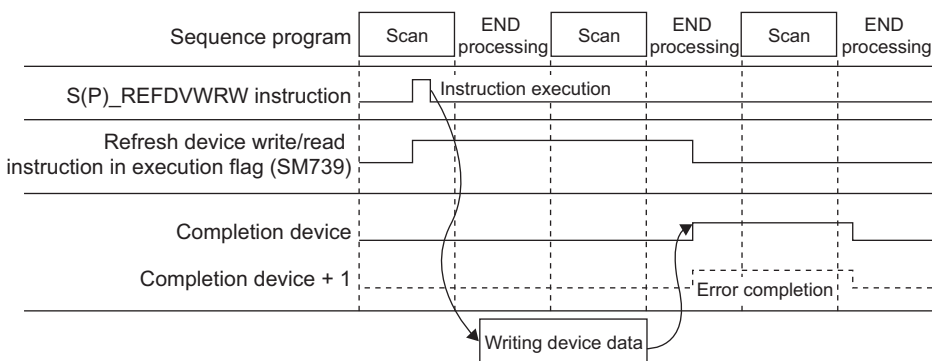 Sequence program
Scan
END
processing
Scan
END
processing
Scan
END
processing
S(P)_REFDVWRW instruction
Instruction execution
Refresh device write/read
instruction in execution flag (SM739)
Completion device
Completion device + 1
Error completion
Writing device data